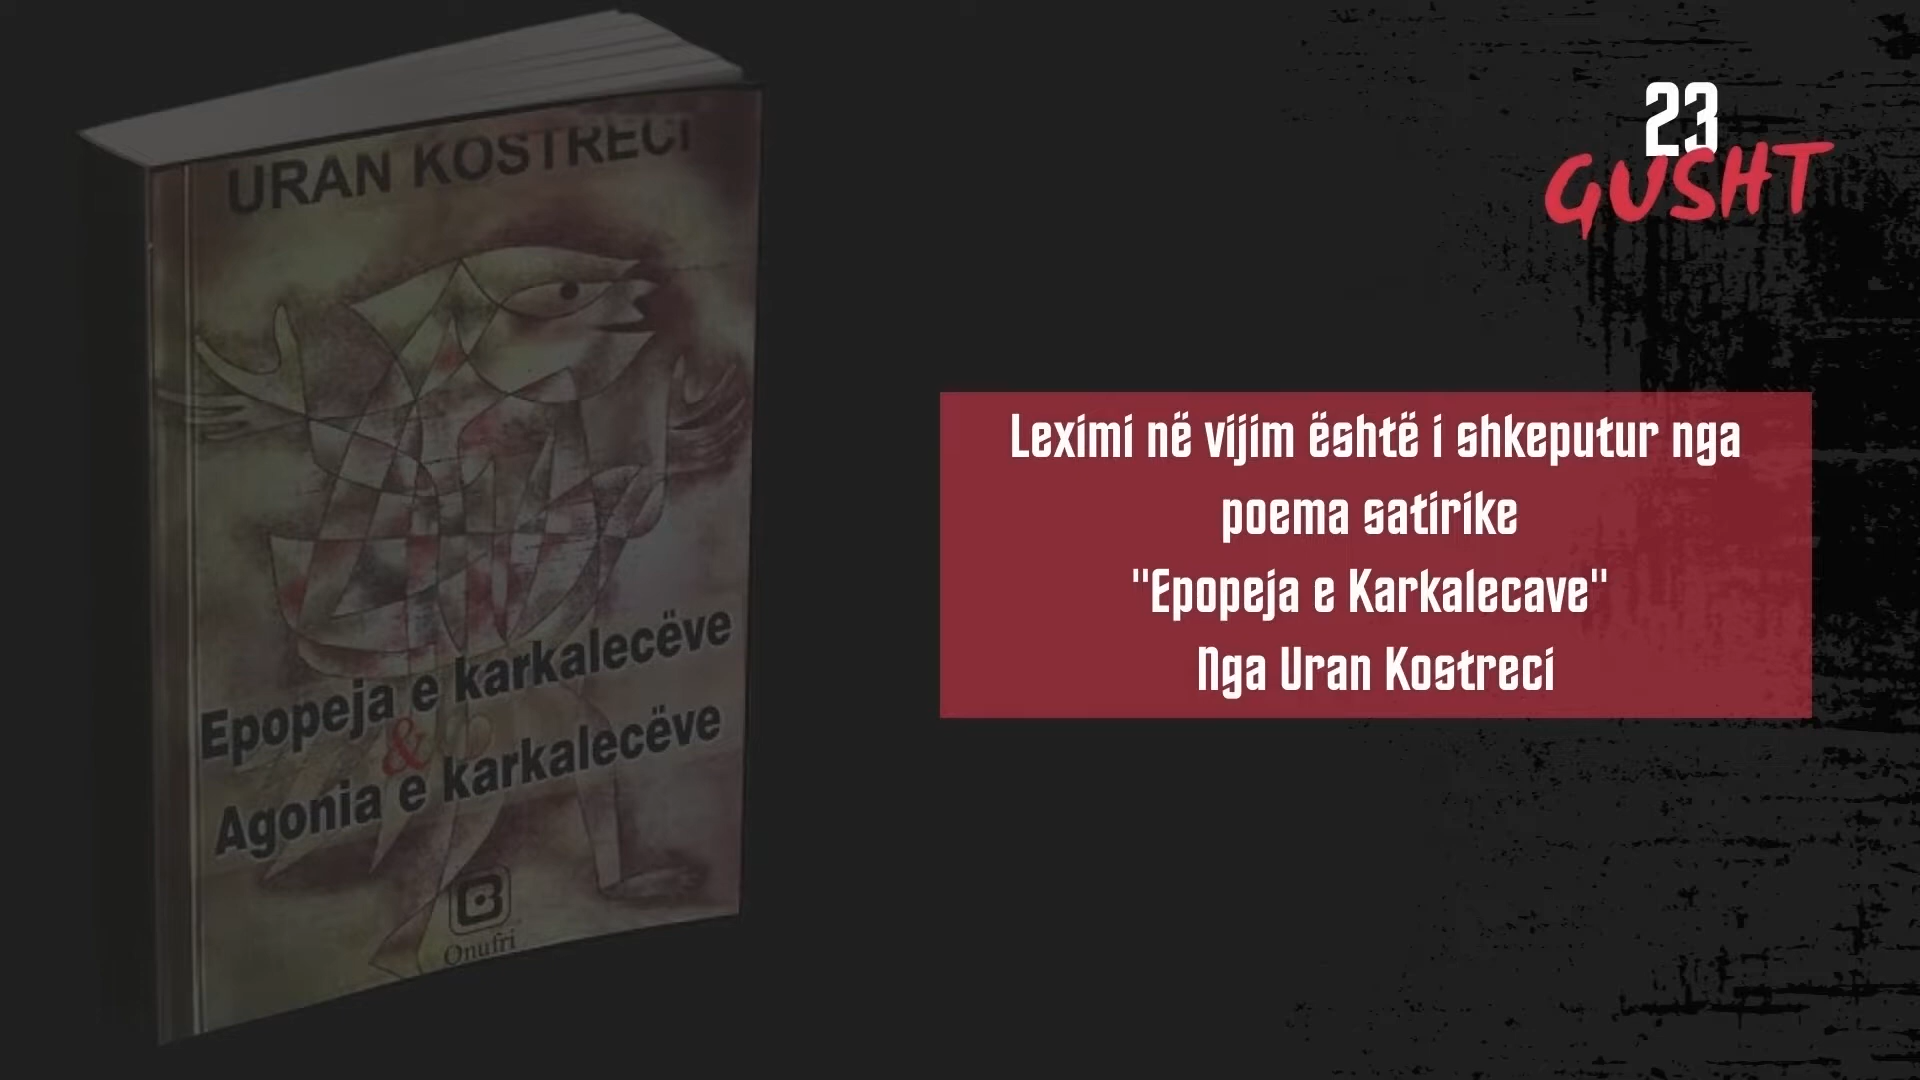 URAN KOSTRECI
Epopeja e karkalecëve
&
Agonia e karkalecëve
Onufri
23
GUSHT
Leximi në vijim është i shkeputur nga
poema satirike
"Epopeja e Karkalecave"
Nga Uran Kostreci